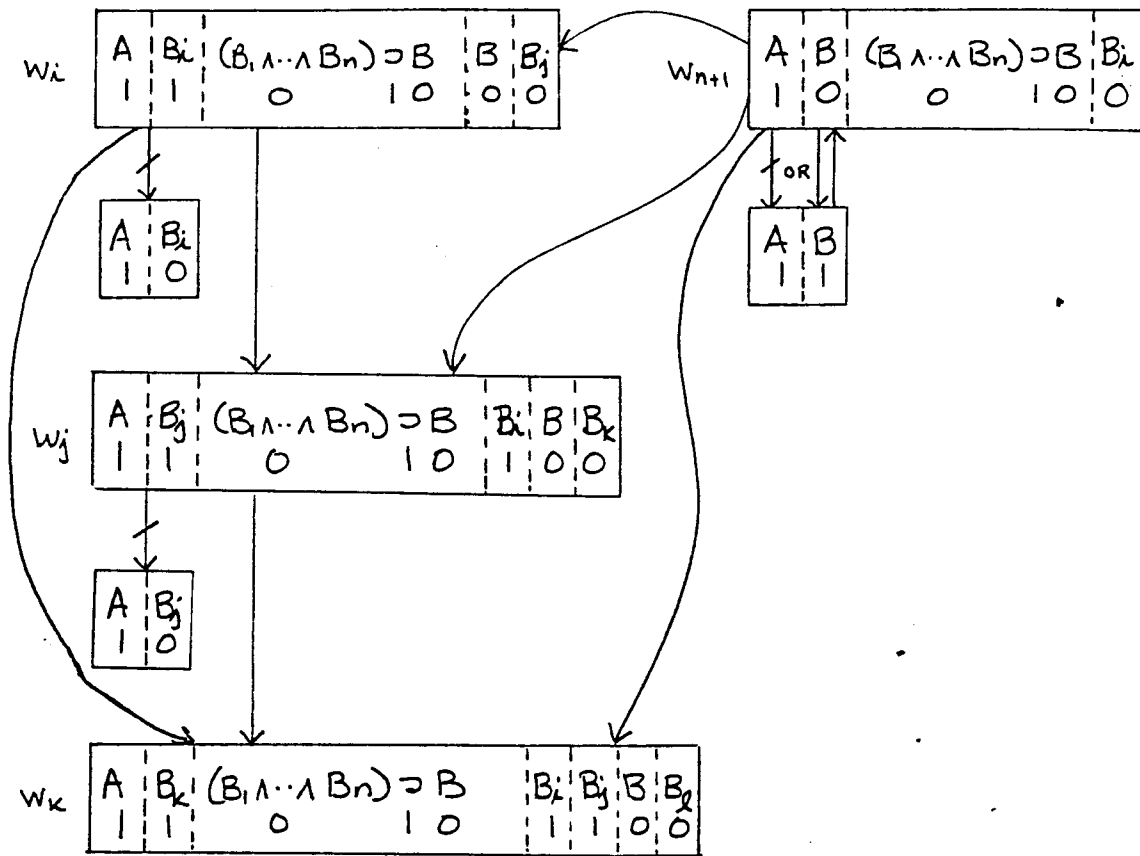 wᵢ A Bᵢ (B₁∧..∧Bₙ)⊃B B Bⱼ
1 1 0 1 0 0 0
wₙ₊₁ A B (B₁∧..∧Bₙ)⊃B Bᵢ
1 0 0 1 0 0
OR
A Bᵢ
1 0
A B
1 1
wⱼ A Bⱼ (B₁∧..∧Bₙ)⊃B Bᵢ B Bₖ
1 1 0 1 0 1 0 0
A Bⱼ
1 0
wₖ A Bₖ (B₁∧..∧Bₙ)⊃B Bᵢ Bⱼ B Bₗ
1 1 0 1 0 1 1 0 0